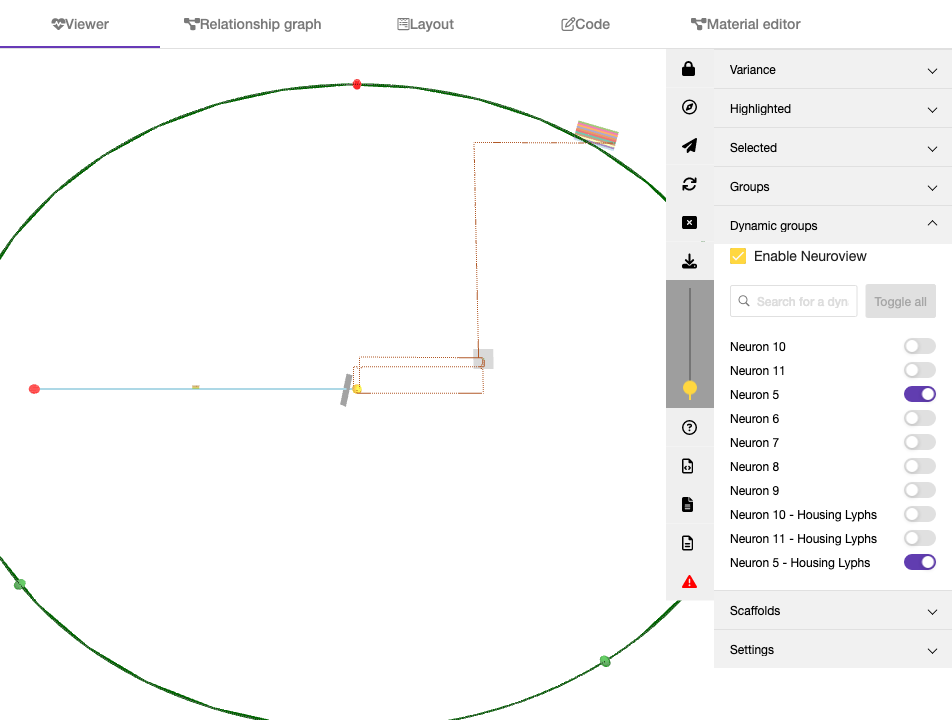 Viewer
Relationship graph
Layout
Code
Material editor
Variance
Highlighted
Selected
Groups
Dynamic groups
Enable Neuroview
Search for a dyn
Toggle all
Neuron 10
Neuron 11
Neuron 5
Neuron 6
Neuron 7
Neuron 8
Neuron 9
Neuron 10 - Housing Lyphs
Neuron 11 - Housing Lyphs
Neuron 5 - Housing Lyphs
Scaffolds
Settings